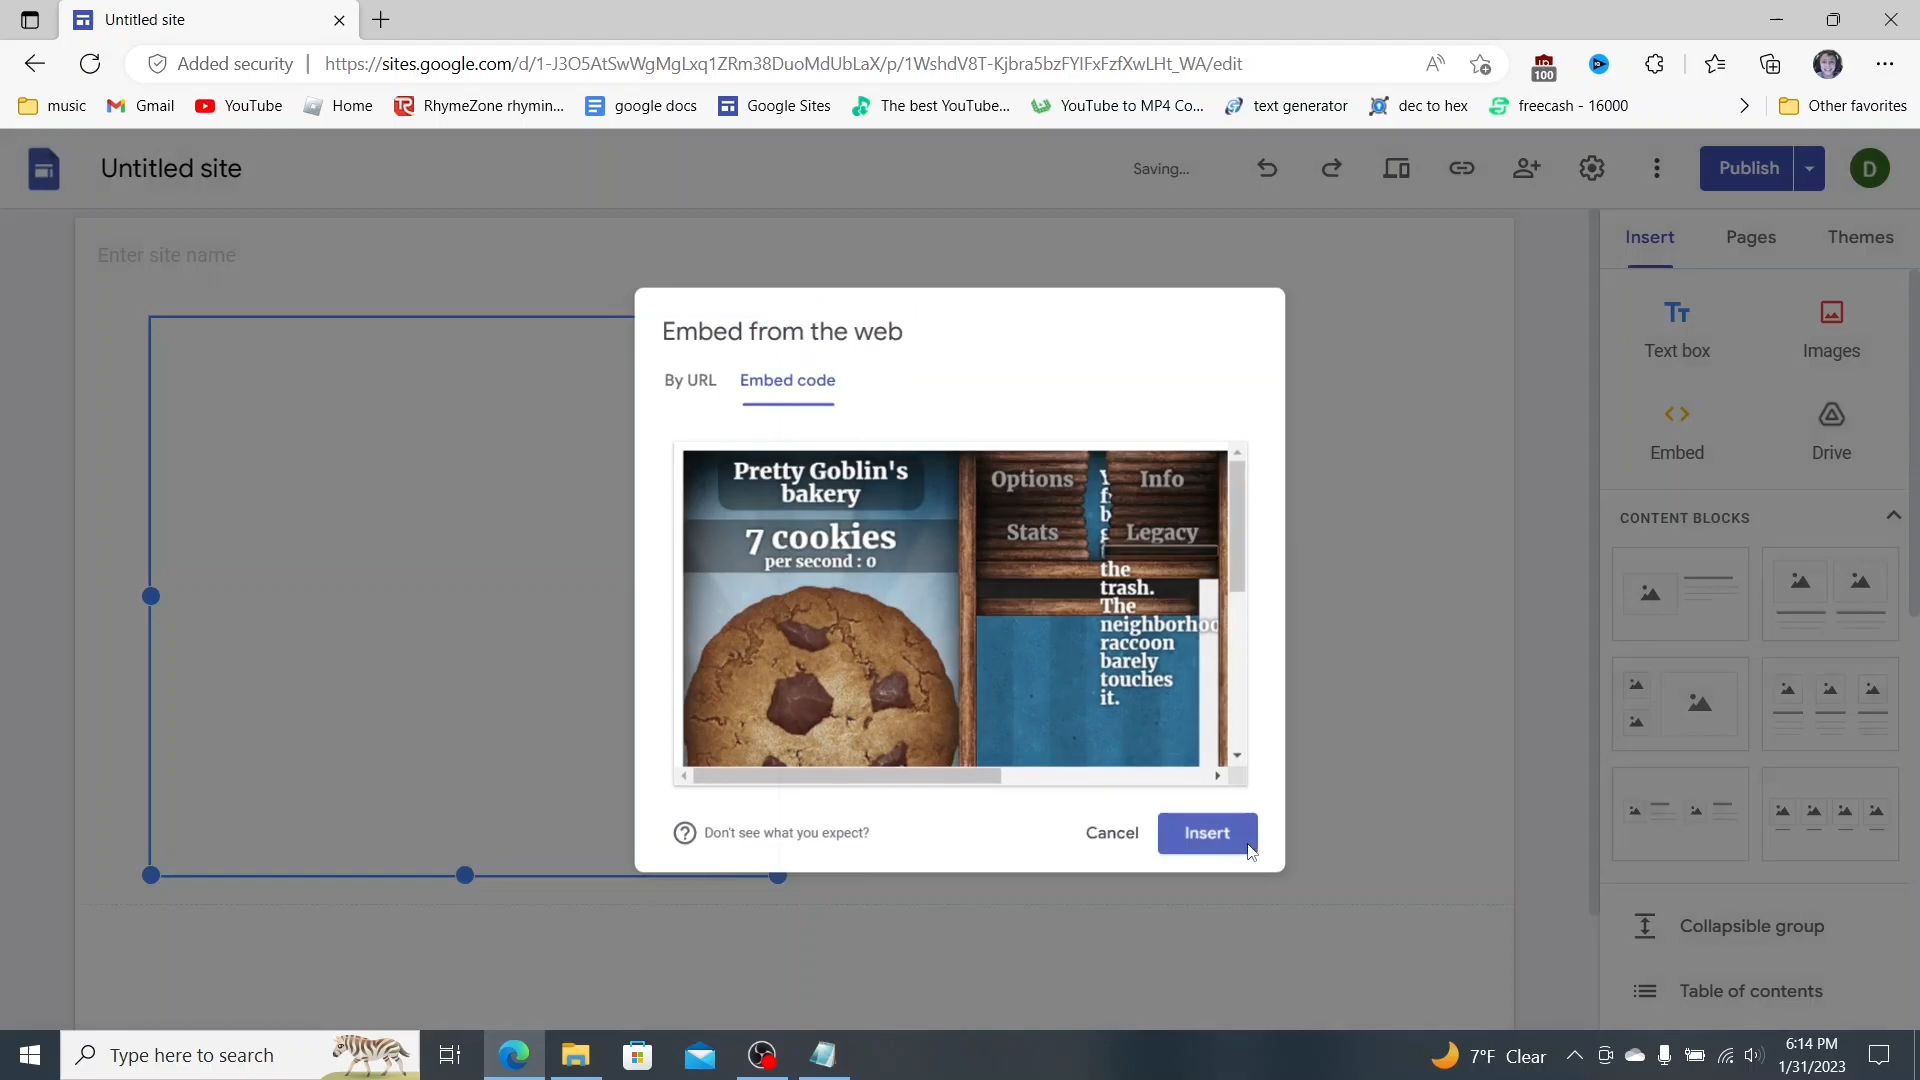 Untitled site
Added security
https://sites.google.com/d/1-J3O5AtSwWgMgLxq1ZRm38DuoMdUbLaX/p/1WshdV8T-Kjbra5bzFYIFxFzfXwLHt_WA/edit
100
music
Gmail
YouTube
Home
RhymeZone rhymin...
google docs
Google Sites
The best YouTube...
YouTube to MP4 Co...
text generator
dec to hex
freecash - 16000
Other favorites
Untitled site
Saving...
Publish
D
Enter site name
Insert
Pages
Themes
Text box
Images
Embed
Drive
CONTENT BLOCKS
Collapsible group
Table of contents
Embed from the web
By URL
Embed code
Pretty Goblin's
bakery
7 cookies
per second : 0
Options
Info
Stats
Legacy
the
trash.
The
neighborhoo
raccoon
barely
touches
it.
Don't see what you expect?
Cancel
Insert
Type here to search
7°F Clear
6:14 PM
1/31/2023